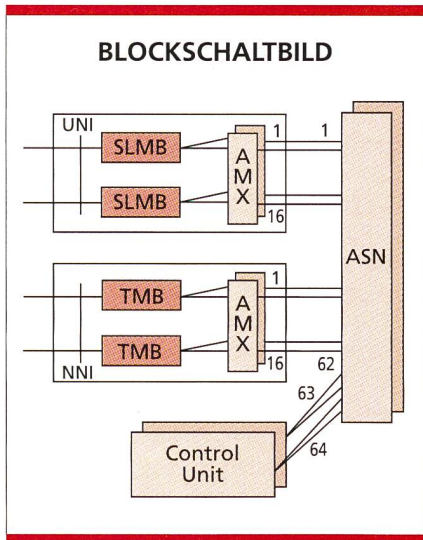 BLOCKSCHALTBILD
UNI
SLMB
SLMB
A
M
X
1
16
1
ASN
TMB
TMB
NNI
A
M
X
1
16
62
63
64
Control
Unit